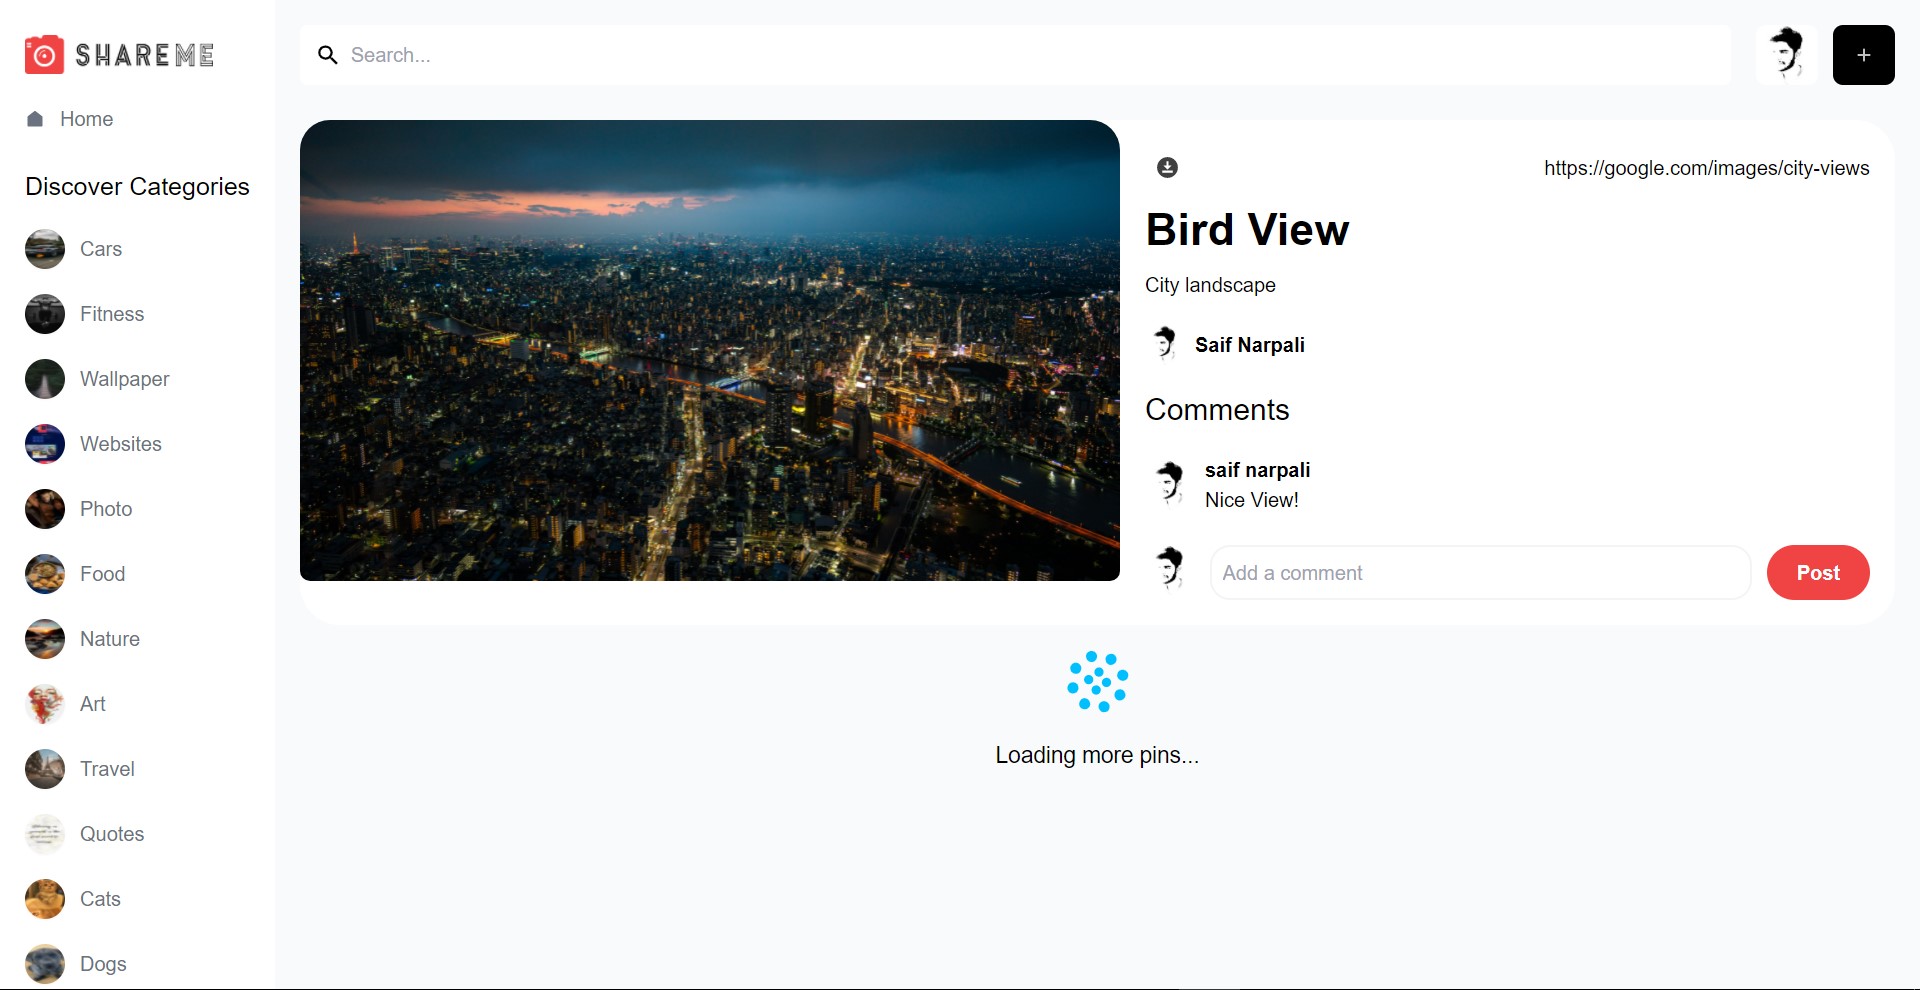 SHAREME
Home
Discover Categories
Cars
Fitness
Wallpaper
Websites
Photo
Food
Nature
Art
Travel
Quotes
Cats
Dogs
Search...
+
https://google.com/images/city-views
Bird View
City landscape
Saif Narpali
Comments
saif narpali
Nice View!
Add a comment
Post
Loading more pins...